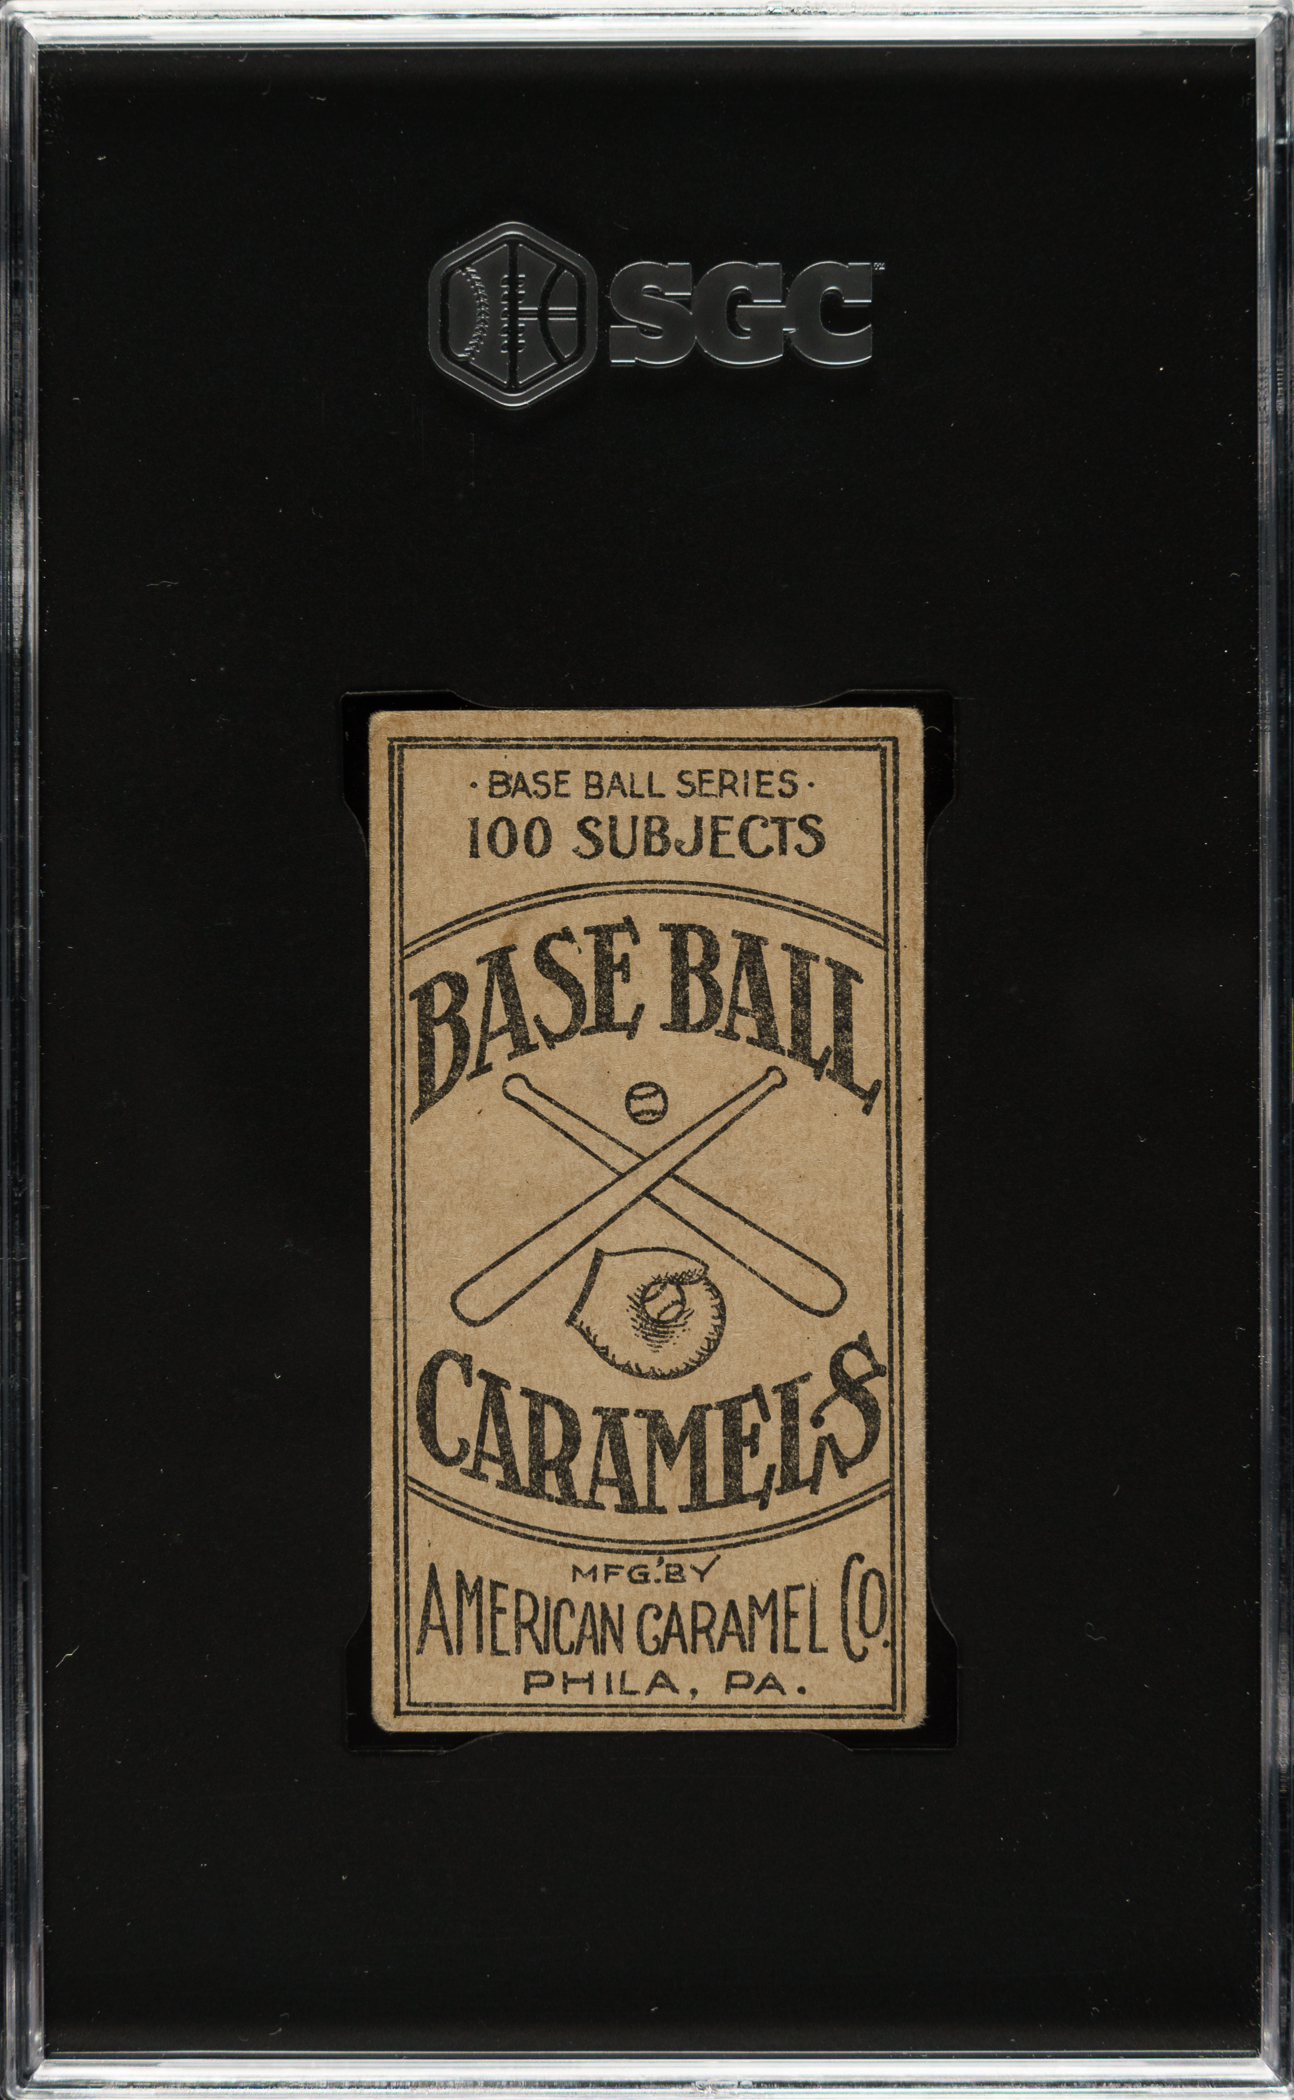 SGC
· BASE BALL SERIES ·
100 SUBJECTS
BASE BALL
CARAMELS
MFG'BY
AMERICAN CARAMEL CO.
PHILA, PA.